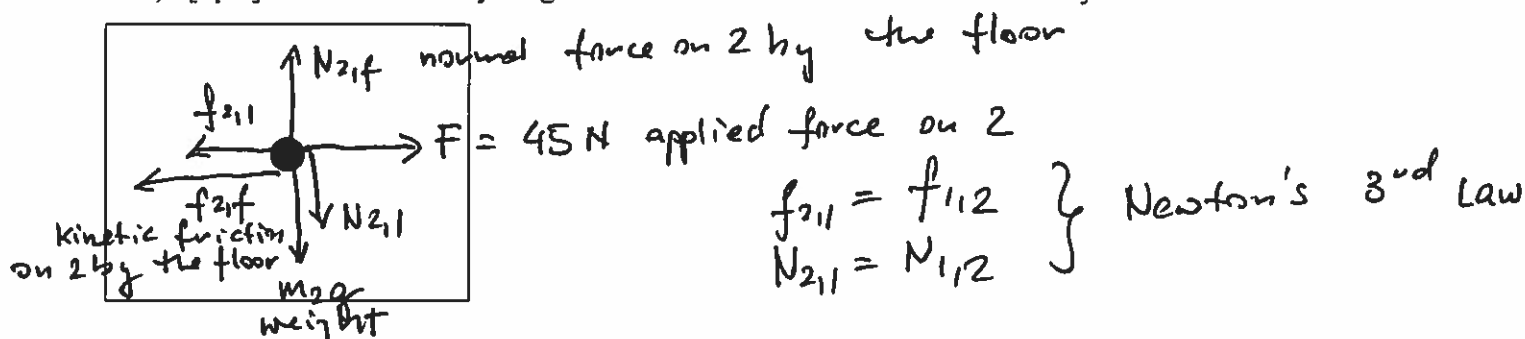 N2,f normal force on 2 by the floor
f2,1
F = 45 N applied force on 2
f2,f
N2,1
f2,1 = f1,2 } Newton's 3rd Law
kinetic friction
on 2 by the floor
N2,1 = N1,2
m2g
weight